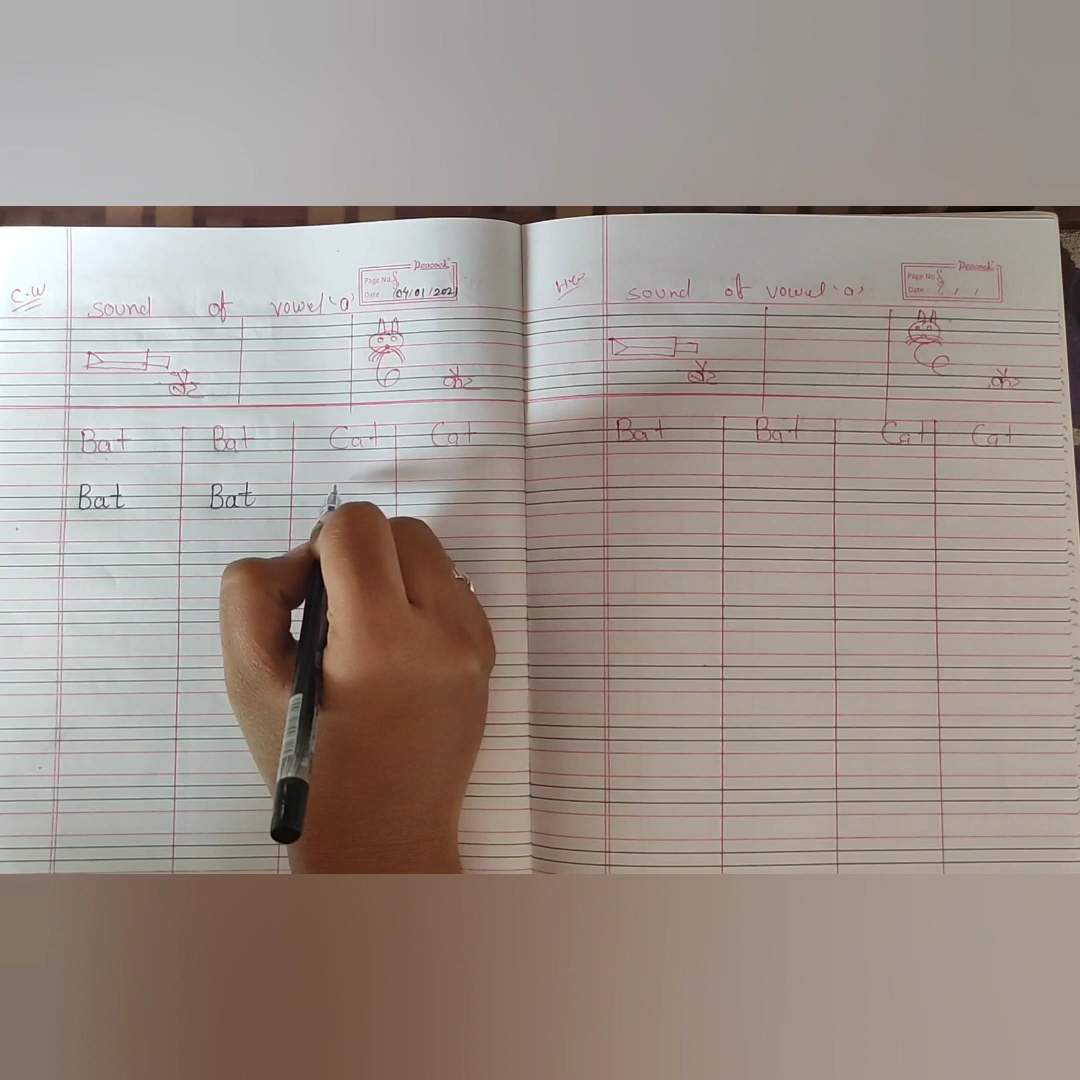 C.W
Peacock
Page No.
Date 04/01/2021
sound of vowel 'a'
Bat Bat Cat Cat
Bat Bat
H.W
Peacock
Page No.
Date / /
sound of vowel 'a'
Bat Bat Cat Cat